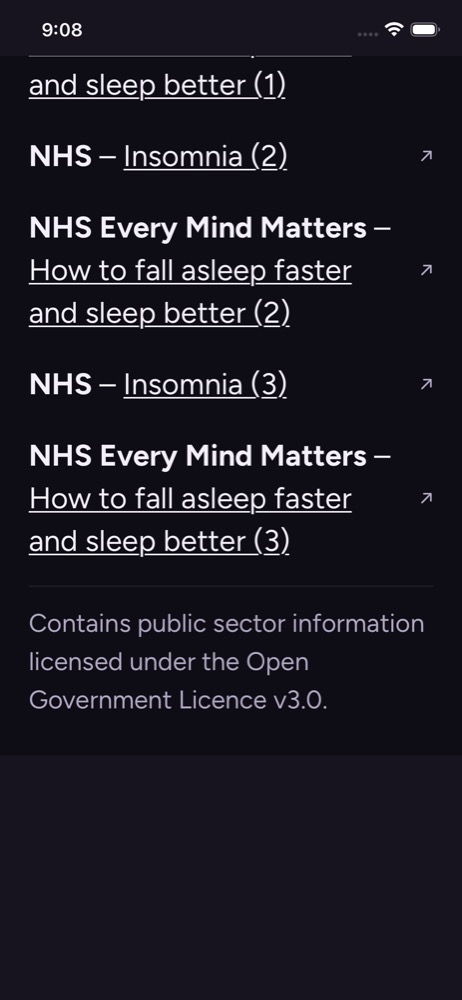 9:08
and sleep better (1)
NHS – Insomnia (2)
NHS Every Mind Matters –
How to fall asleep faster
and sleep better (2)
NHS – Insomnia (3)
NHS Every Mind Matters –
How to fall asleep faster
and sleep better (3)
Contains public sector information
licensed under the Open
Government Licence v3.0.